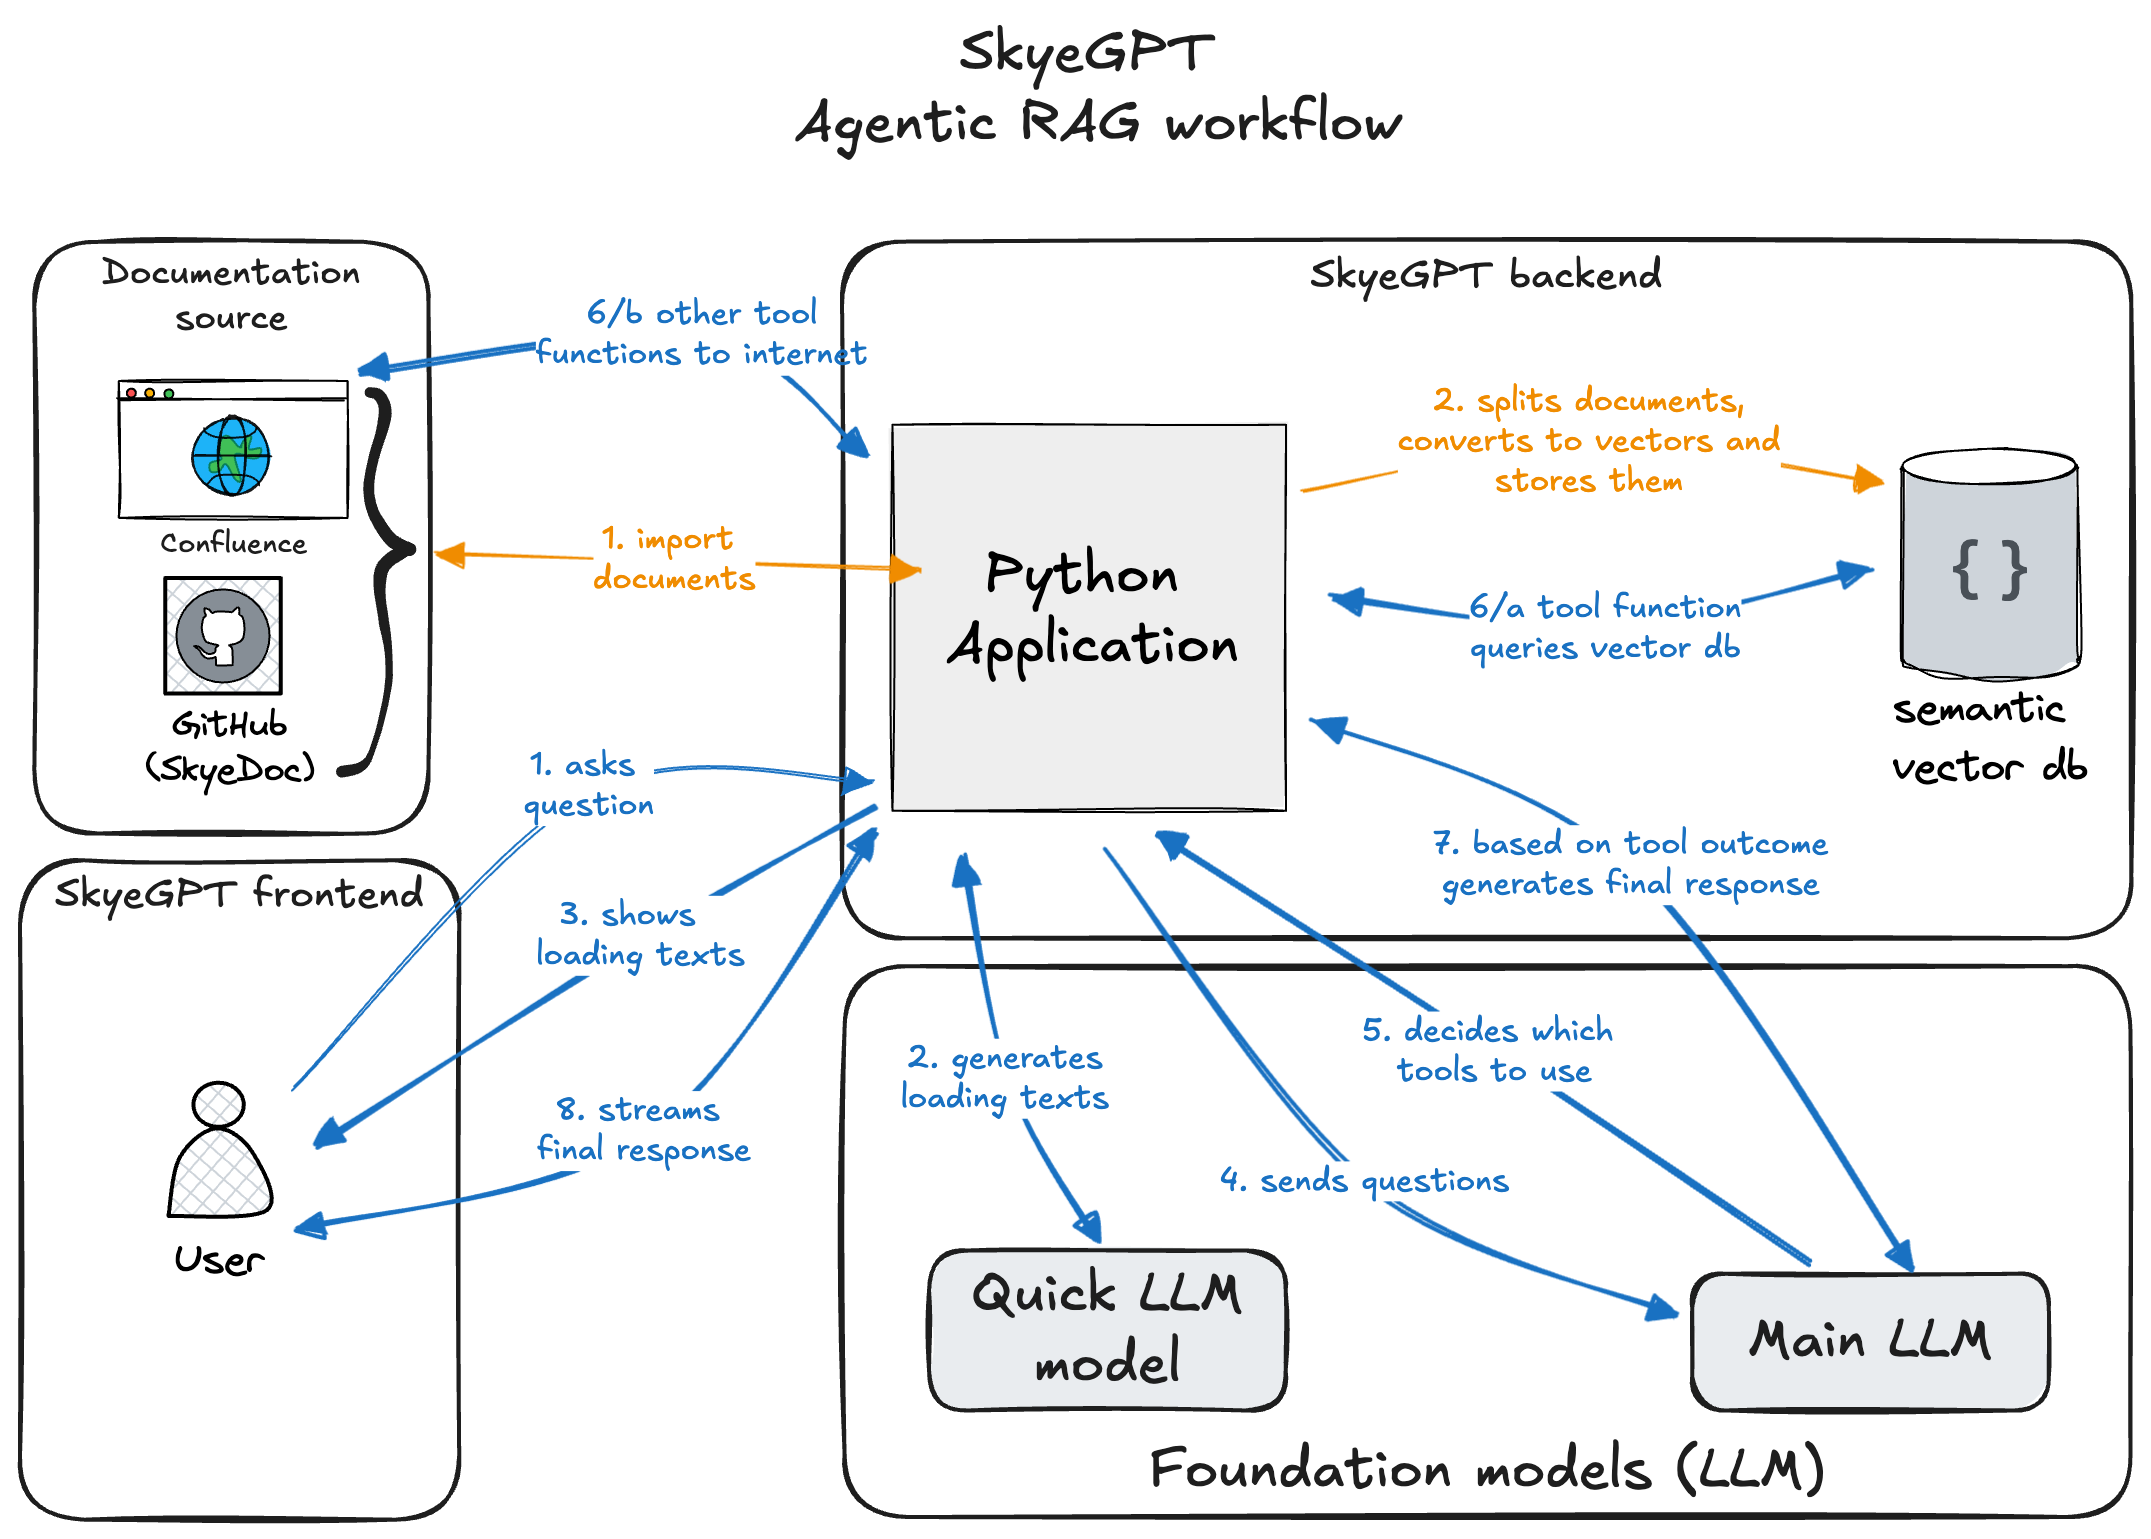 SkyeGPT
Agentic RAG workflow
Documentation
source
Confluence
GitHub
(SkyeDoc)
6/b other tool
functions to internet
1. import
documents
SkyeGPT backend
Python
Application
2. splits documents,
converts to vectors and
stores them
6/a tool function
queries vector db
{ }
semantic
vector db
1. asks
question
3. shows
loading texts
8. streams
final response
SkyeGPT frontend
User
7. based on tool outcome
generates final response
2. generates
loading texts
5. decides which
tools to use
4. sends questions
Quick LLM
model
Main LLM
Foundation models (LLM)